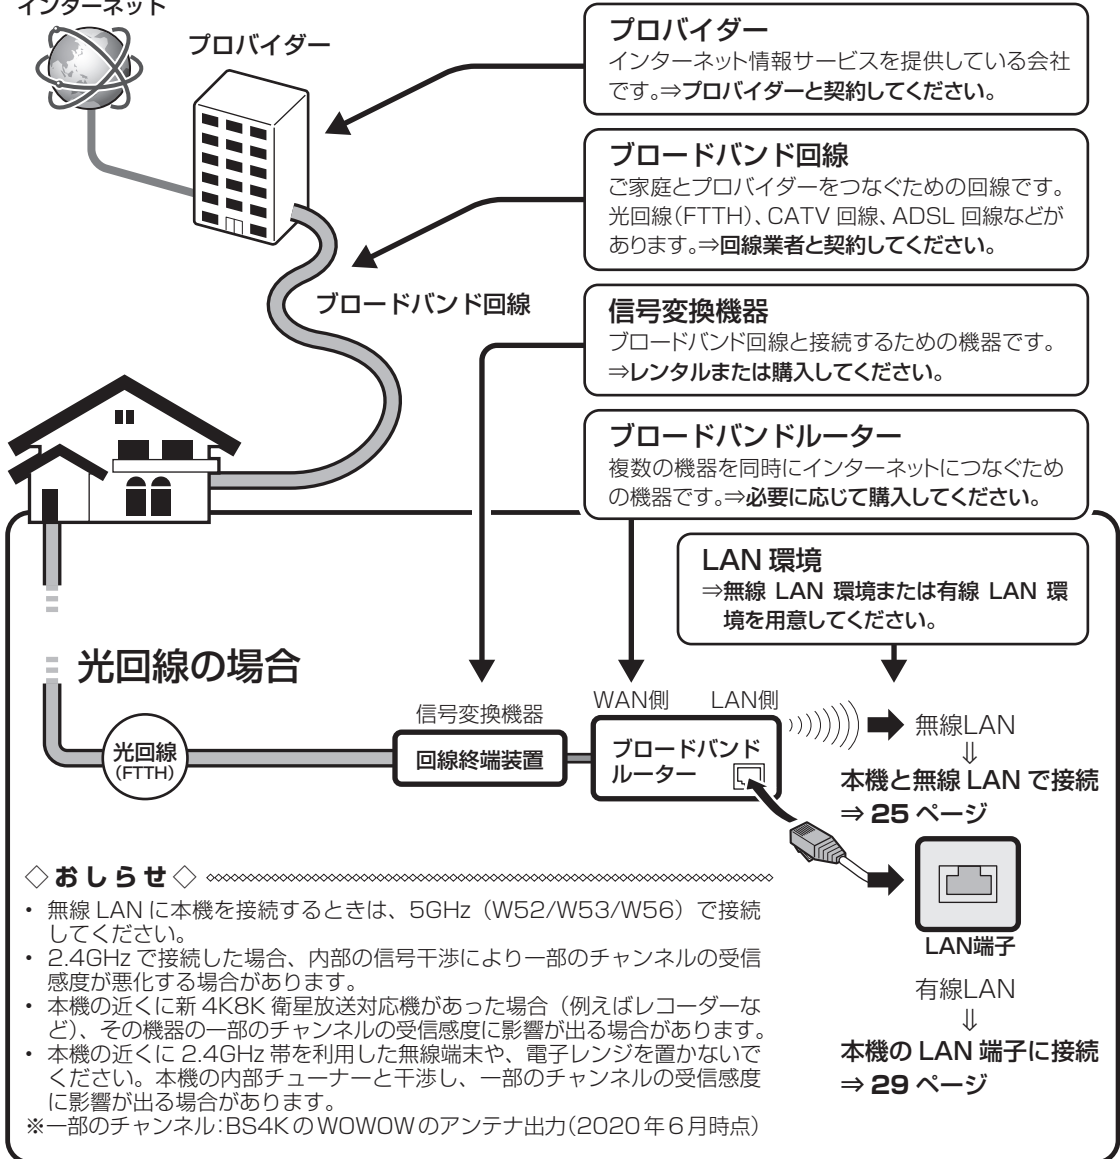 インターネット
プロバイダー
プロバイダー
インターネット情報サービスを提供している会社
です。⇒プロバイダーと契約してください。
ブロードバンド回線
ご家庭とプロバイダーをつなぐための回線です。
光回線(FTTH)、CATV 回線、ADSL 回線などが
あります。⇒回線業者と契約してください。
ブロードバンド回線
信号変換機器
ブロードバンド回線と接続するための機器です。
⇒レンタルまたは購入してください。
ブロードバンドルーター
複数の機器を同時にインターネットにつなぐため
の機器です。⇒必要に応じて購入してください。
LAN 環境
⇒無線 LAN 環境または有線 LAN 環
境を用意してください。
光回線の場合
光回線
(FTTH)
信号変換機器
回線終端装置
WAN側 LAN側
ブロードバンド
ルーター
無線LAN
⇓
本機と無線 LAN で接続
⇒ 25 ページ
LAN端子
有線LAN
⇓
本機の LAN 端子に接続
⇒ 29 ページ
◇おしらせ◇
・ 無線 LAN に本機を接続するときは、5GHz（W52/W53/W56）で接続
してください。
・ 2.4GHz で接続した場合、内部の信号干渉により一部のチャンネルの受信
感度が悪化する場合があります。
・ 本機の近くに新 4K8K 衛星放送対応機があった場合（例えばレコーダーな
ど）、その機器の一部のチャンネルの受信感度に影響が出る場合があります。
・ 本機の近くに 2.4GHz 帯を利用した無線端末や、電子レンジを置かないで
ください。本機の内部チューナーと干渉し、一部のチャンネルの受信感度
に影響が出る場合があります。
※一部のチャンネル：BS4KのWOWOWのアンテナ出力(2020年6月時点)